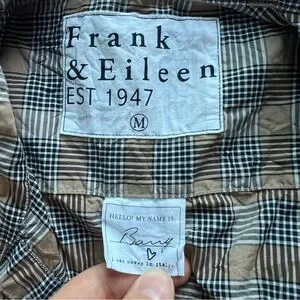 Frank
& Eileen
EST 1947
M
HELLO! MY NAME IS:
Barry
I was woven in italy.